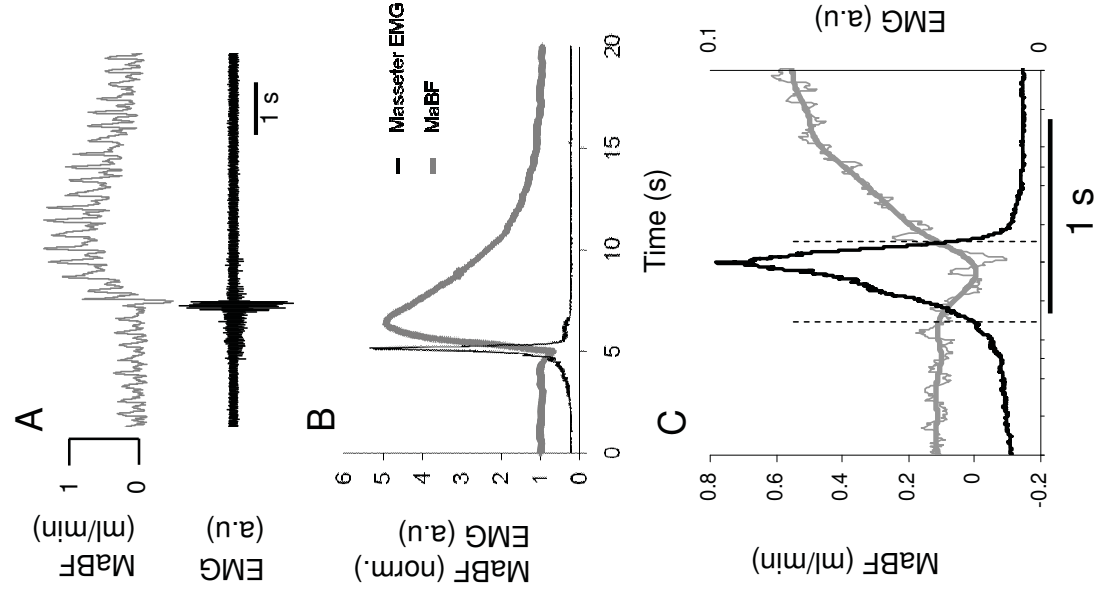 A
1
0
MaBF
(ml/min)
EMG
(a.u)
1 s
B
6
5
4
3
2
1
0
MaBF (norm.)
EMG (a.u)
0
5
10
15
20
Time (s)
Masseter EMG
MaBF
C
0.8
0.6
0.4
0.2
0
-0.2
MaBF (ml/min)
0.1
0
EMG
(a.u)
1 s